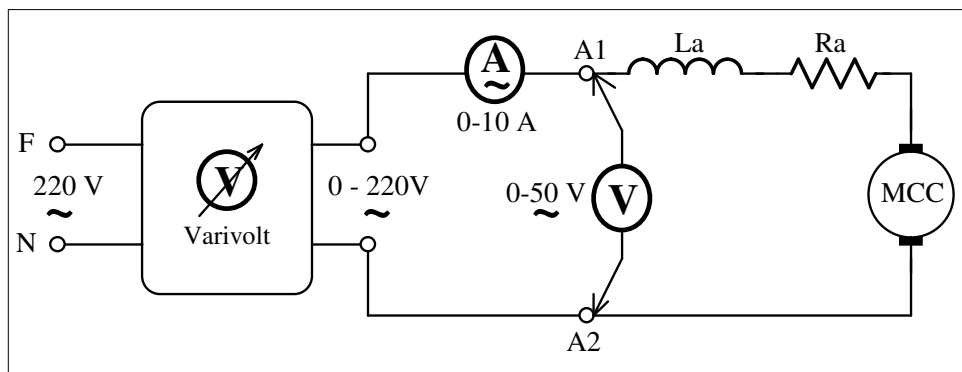 F
220 V
~
N
V
Varivolt
0 - 220V
~
A
~
0-10 A
A1
La
Ra
0-50 V
~
V
MCC
A2